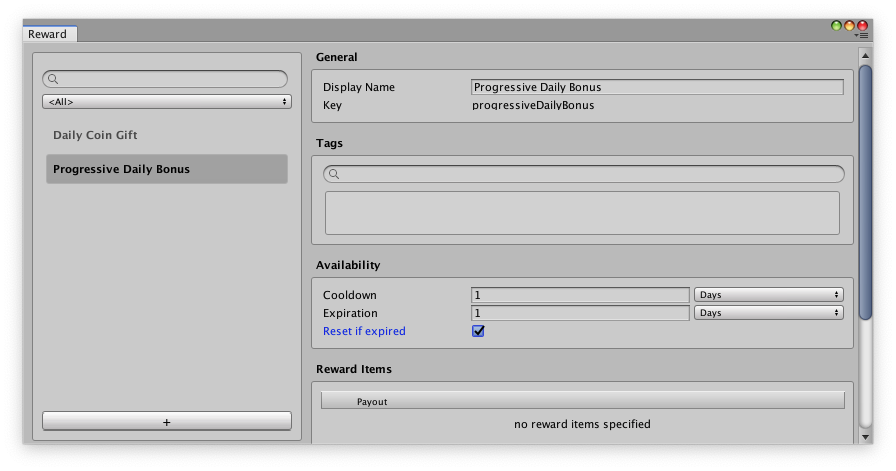 Reward
<All>
Daily Coin Gift
Progressive Daily Bonus
+
General
Display Name Progressive Daily Bonus
Key progressiveDailyBonus
Tags
Availability
Cooldown 1 Days
Expiration 1 Days
Reset if expired
Reward Items
Payout
no reward items specified